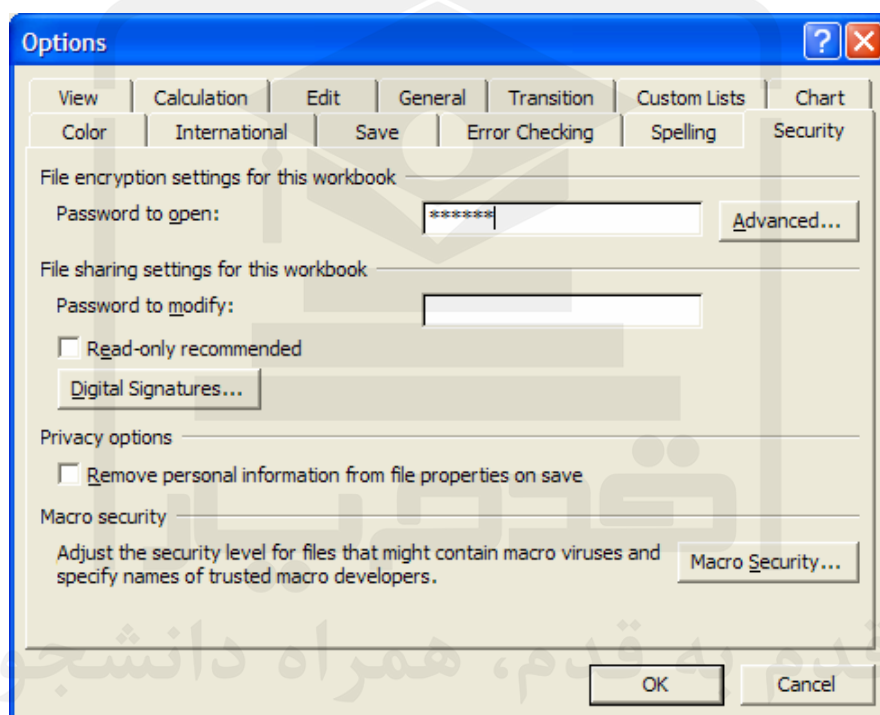 Options
View Calculation Edit General Transition Custom Lists Chart
Color International Save Error Checking Spelling Security
File encryption settings for this workbook
Password to open: ****** Advanced...
File sharing settings for this workbook
Password to modify:
Read-only recommended
Digital Signatures...
Privacy options
Remove personal information from file properties on save
Macro security
Adjust the security level for files that might contain macro viruses and
specify names of trusted macro developers.
Macro Security...
قدم یار
قدم به قدم، همراه دانشجو
OK Cancel